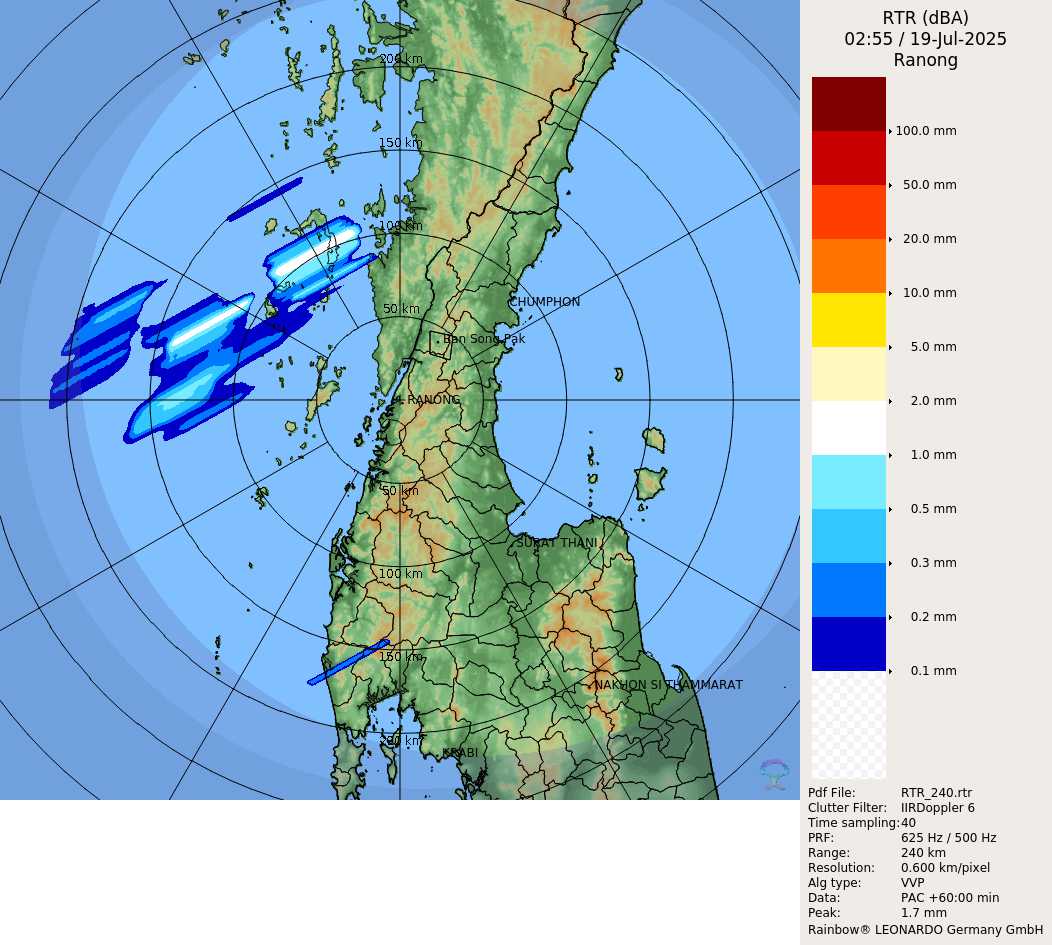 RTR (dBA)
02:55 / 19-Jul-2025
Ranong
200 km
150 km
100 km
50 km
CHUMPHON
Ban Song Pak
RANONG
50 km
SURAT THANI
100 km
150 km
NAKHON SI THAMMARAT
200 km
KRABI
100.0 mm
50.0 mm
20.0 mm
10.0 mm
5.0 mm
2.0 mm
1.0 mm
0.5 mm
0.3 mm
0.2 mm
0.1 mm
Pdf File: RTR_240.rtr
Clutter Filter: IIRDoppler 6
Time sampling: 40
PRF: 625 Hz / 500 Hz
Range: 240 km
Resolution: 0.600 km/pixel
Alg type: VVP
Data: PAC +60:00 min
Peak: 1.7 mm
Rainbow® LEONARDO Germany GmbH